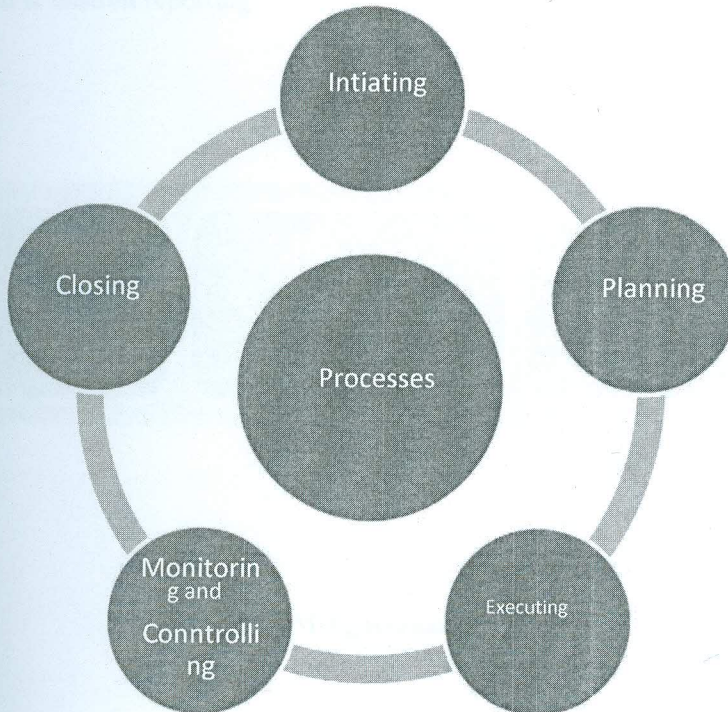 Intiating
Planning
Executing
Monitorin
g and
Conntrolli
ng
Closing
Processes